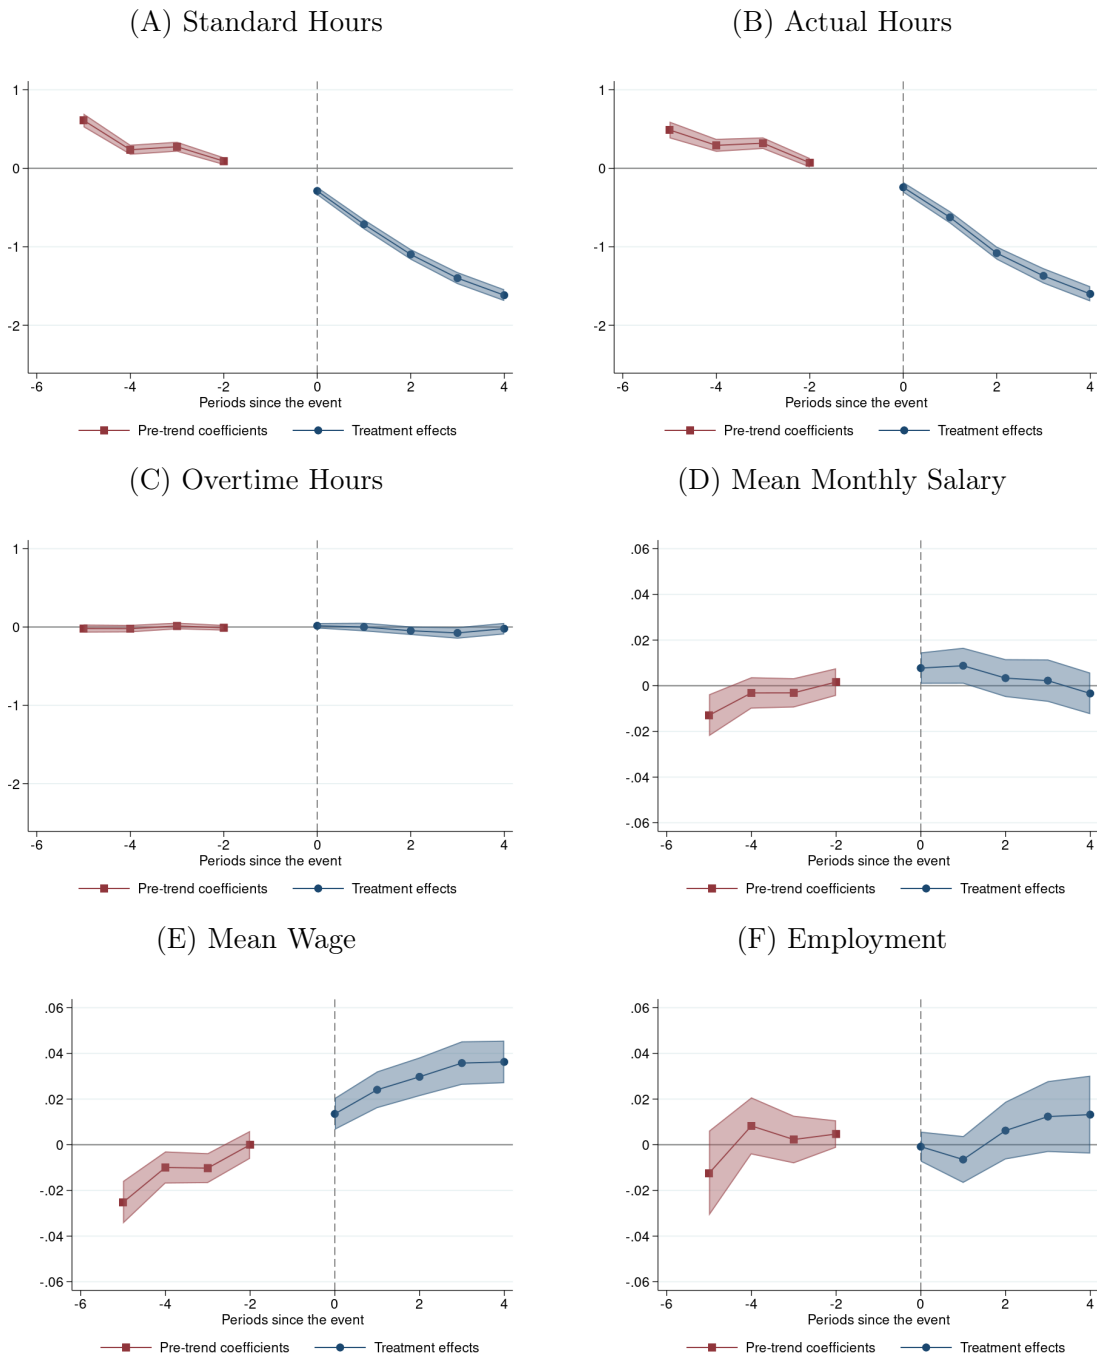 (A) Standard Hours
1
0
-1
-2
-6 -4 -2 0 2 4
Periods since the event
Pre-trend coefficients Treatment effects
(B) Actual Hours
1
0
-1
-2
-6 -4 -2 0 2 4
Periods since the event
Pre-trend coefficients Treatment effects
(C) Overtime Hours
1
0
-1
-2
-6 -4 -2 0 2 4
Periods since the event
Pre-trend coefficients Treatment effects
(D) Mean Monthly Salary
.06
.04
.02
0
-.02
-.04
-.06
-6 -4 -2 0 2 4
Periods since the event
Pre-trend coefficients Treatment effects
(E) Mean Wage
.06
.04
.02
0
-.02
-.04
-.06
-6 -4 -2 0 2 4
Periods since the event
Pre-trend coefficients Treatment effects
(F) Employment
.06
.04
.02
0
-.02
-.04
-.06
-6 -4 -2 0 2 4
Periods since the event
Pre-trend coefficients Treatment effects